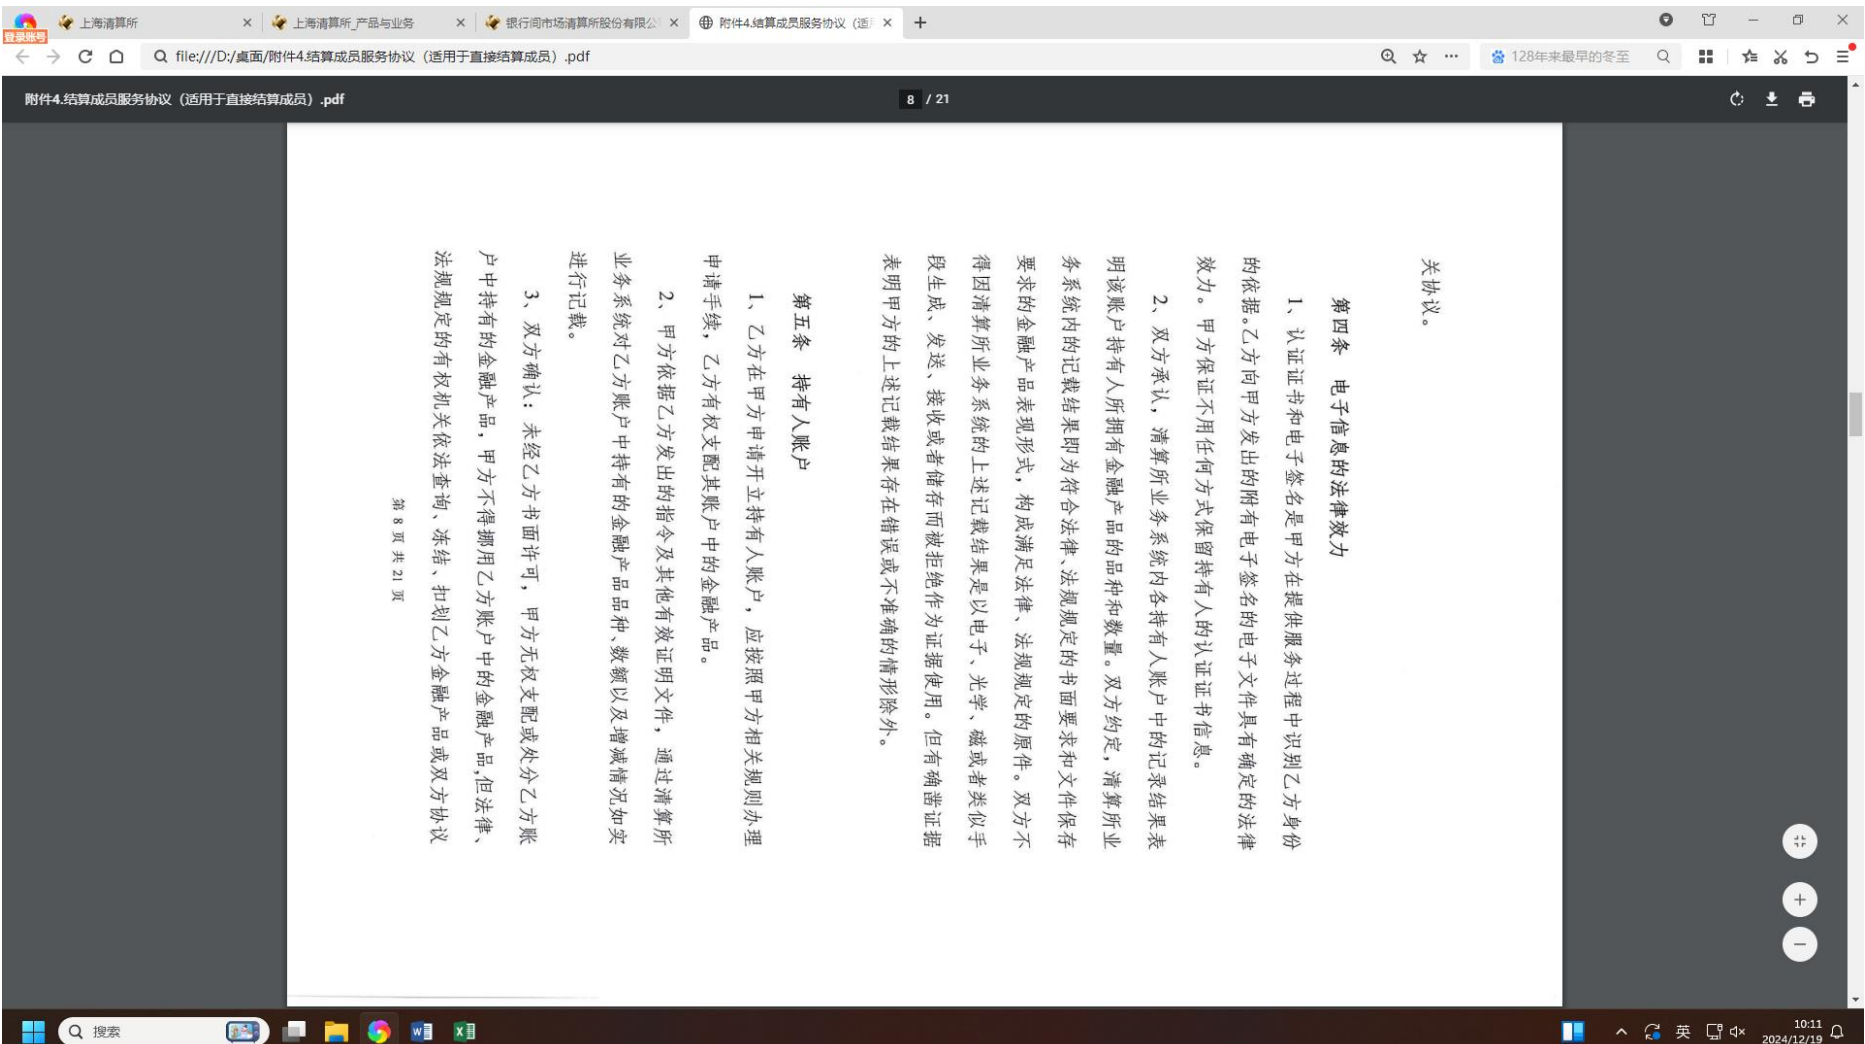 上海清算所
上海清算所_产品与业务
银行间市场清算所股份有限公
附件4.结算成员服务协议（适
登录账号
file:///D:/桌面/附件4.结算成员服务协议（适用于直接结算成员）.pdf
128年来最早的冬至
附件4.结算成员服务协议（适用于直接结算成员）.pdf
8 / 21
关协议。
第四条 电子信息的法律效力
1、认证证书和电子签名是甲方在提供服务过程中识别乙方身份
的依据。乙方向甲方发出的附有电子签名的电子文件具有确定的法律
效力。甲方保证不用任何方式保留持有人的认证证书信息。
2、双方承认，清算所业务系统内各持有人账户中的记录结果表
明该账户持有人所拥有金融产品的品种和数量。双方约定，清算所业
务系统内的记载结果即为符合法律、法规规定的书面要求和文件保存
要求的金融产品表现形式，构成满足法律、法规规定的原件。双方不
得因清算所业务系统的上述记载结果是以电子、光学、磁或者类似手
段生成、发送、接收或者储存而被拒绝作为证据使用。但有确凿证据
表明甲方的上述记载结果存在错误或不准确的情形除外。
第五条 持有人账户
1、乙方在甲方申请开立持有人账户，应按照甲方相关规则办理
申请手续，乙方有权支配其账户中的金融产品。
2、甲方依据乙方发出的指令及其他有效证明文件，通过清算所
业务系统对乙方账户中持有的金融产品品种、数额以及增减情况如实
进行记载。
3、双方确认：未经乙方书面许可，甲方无权支配或处分乙方账
户中持有的金融产品，甲方不得挪用乙方账户中的金融产品,但法律、
法规规定的有权机关依法查询、冻结、扣划乙方金融产品或双方协议
第 8 页 共 21 页
搜索
英
10:11
2024/12/19